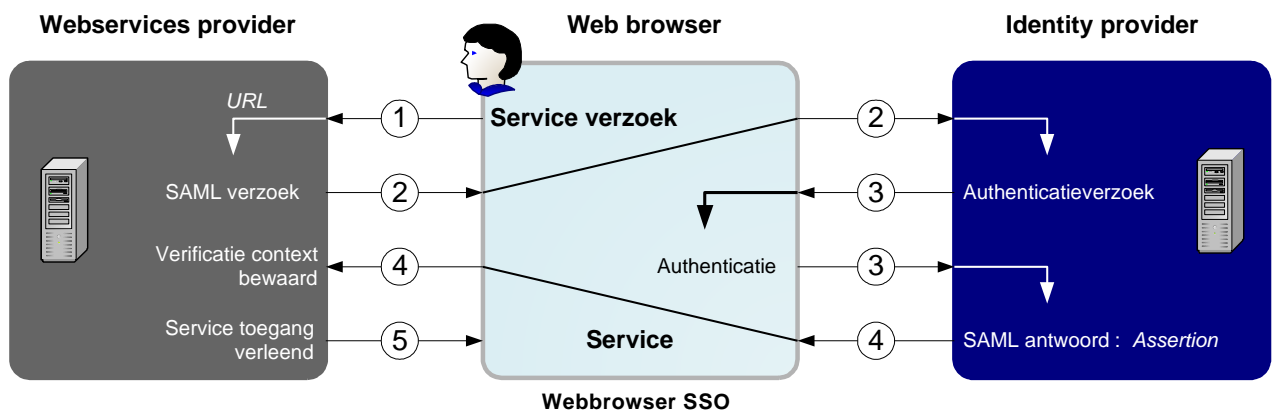 Webservices provider
Web browser
Identity provider
URL
1
Service verzoek
2
SAML verzoek
2
3
Authenticatieverzoek
Verificatie context
bewaard
4
Authenticatie
3
Service toegang
verleend
5
Service
4
SAML antwoord : Assertion
Webbrowser SSO